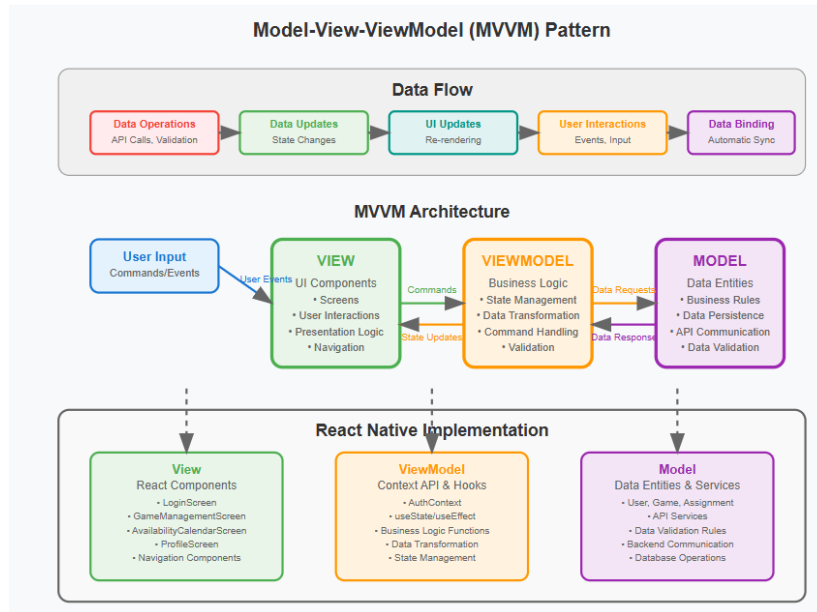 Model-View-ViewModel (MVVM) Pattern
Data Flow
Data Operations
API Calls, Validation
Data Updates
State Changes
UI Updates
Re-rendering
User Interactions
Events, Input
Data Binding
Automatic Sync
MVVM Architecture
User Input
Commands/Events
User Events
VIEW
UI Components
• Screens
• User Interactions
• Presentation Logic
• Navigation
Commands
State Updates
VIEWMODEL
Business Logic
• State Management
• Data Transformation
• Command Handling
• Validation
Data Requests
Data Response
MODEL
Data Entities
• Business Rules
• Data Persistence
• API Communication
• Data Validation
React Native Implementation
View
React Components
• LoginScreen
• GameManagementScreen
• AvailabilityCalendarScreen
• ProfileScreen
• Navigation Components
ViewModel
Context API & Hooks
• AuthContext
• useState/useEffect
• Business Logic Functions
• Data Transformation
• State Management
Model
Data Entities & Services
• User, Game, Assignment
• API Services
• Data Validation Rules
• Backend Communication
• Database Operations